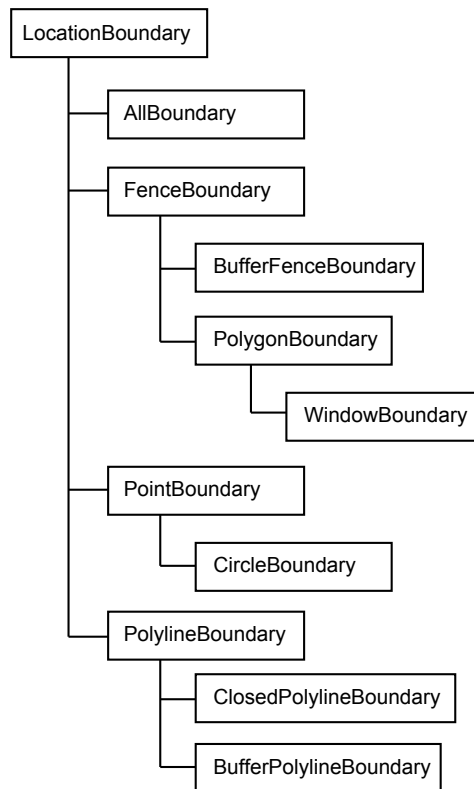 LocationBoundary
AllBoundary
FenceBoundary
BufferFenceBoundary
PolygonBoundary
WindowBoundary
PointBoundary
CircleBoundary
PolylineBoundary
ClosedPolylineBoundary
BufferPolylineBoundary